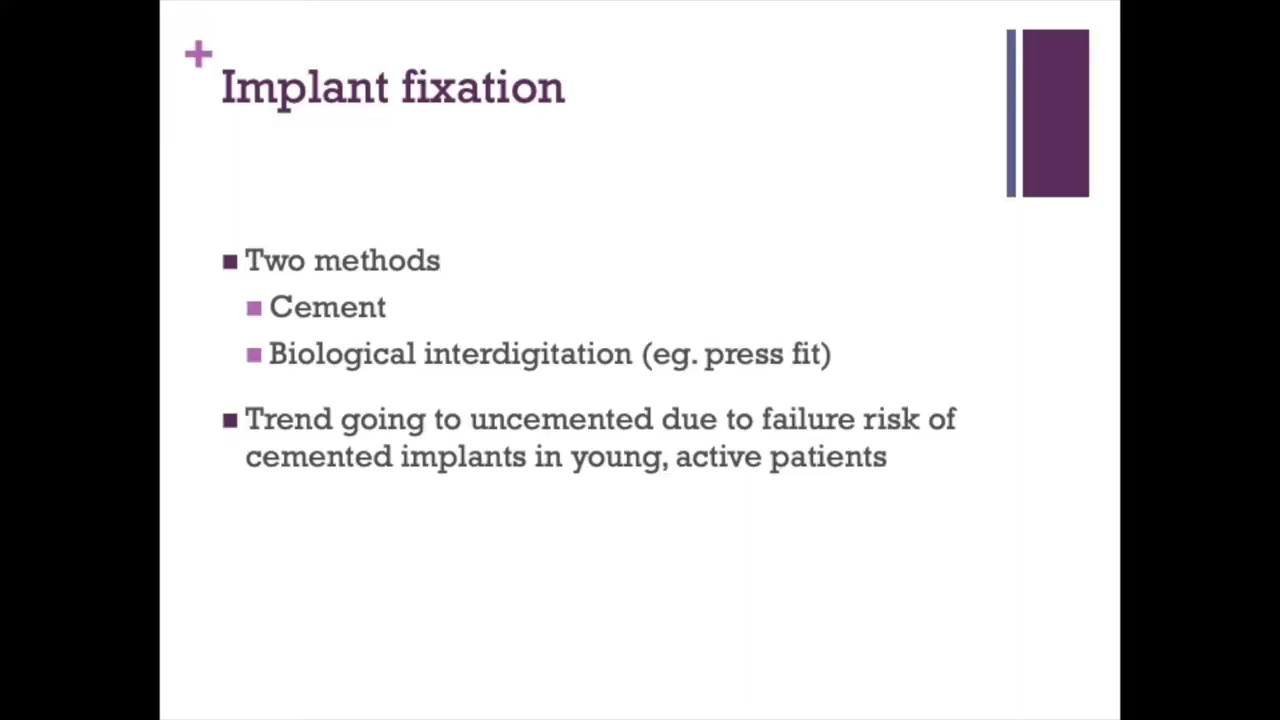 +
Implant fixation
Two methods
Cement
Biological interdigitation (eg. press fit)
Trend going to uncemented due to failure risk of
cemented implants in young, active patients